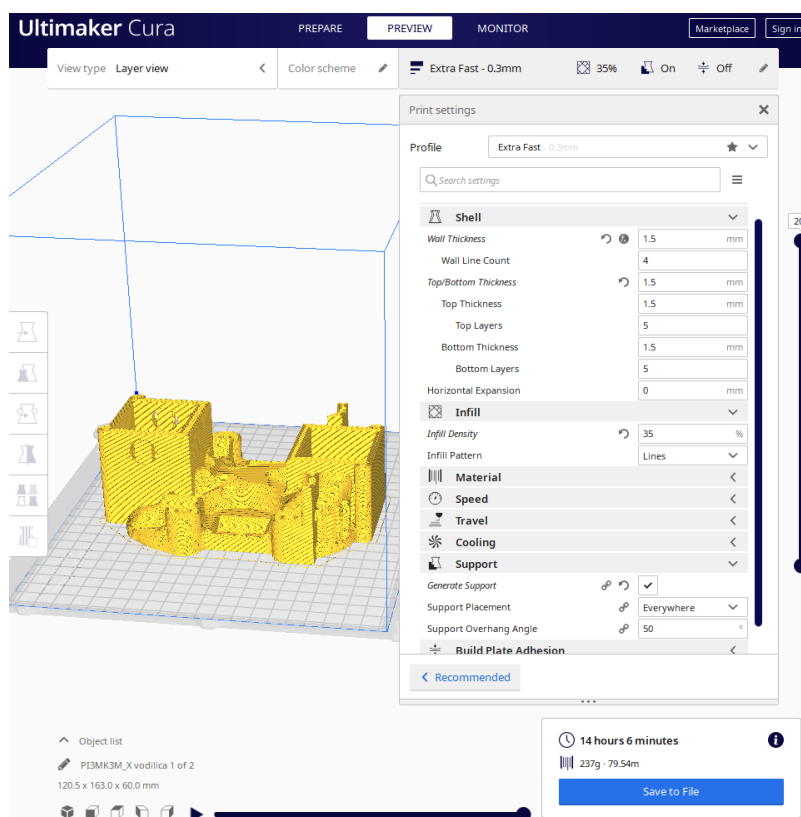 Ultimaker Cura PREPARE PREVIEW MONITOR Marketplace Sign in
View type Layer view Color scheme Extra Fast - 0.3mm 35% On Off
Print settings
Profile Extra Fast - 0.3mm
Search settings
Shell
Wall Thickness 1.5 mm
Wall Line Count 4
Top/Bottom Thickness 1.5 mm
Top Thickness 1.5 mm
Top Layers 5
Bottom Thickness 1.5 mm
Bottom Layers 5
Horizontal Expansion 0 mm
Infill
Infill Density 35 %
Infill Pattern Lines
Material
Speed
Travel
Cooling
Support
Generate Support
Support Placement Everywhere
Support Overhang Angle 50 °
Build Plate Adhesion
Recommended
Object list
PI3MK3M_X vodilica 1 of 2
120.5 x 163.0 x 60.0 mm
14 hours 6 minutes
237g · 79.54m
Save to File